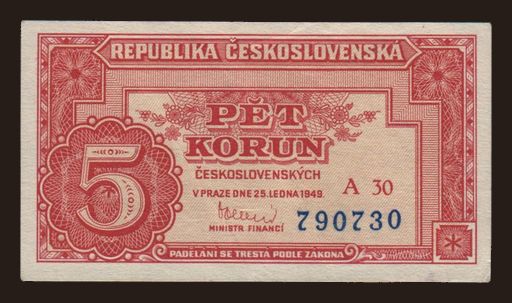 REPUBLIKA ČESKOSLOVENSKÁ
PĚT
KORUN
ČESKOSLOVENSKÝCH
V PRAZE DNE 25. LEDNA 1949.
A 30
790730
MINISTR FINANCÍ
5
PADĚLÁNÍ SE TRESTÁ PODLE ZÁKONA